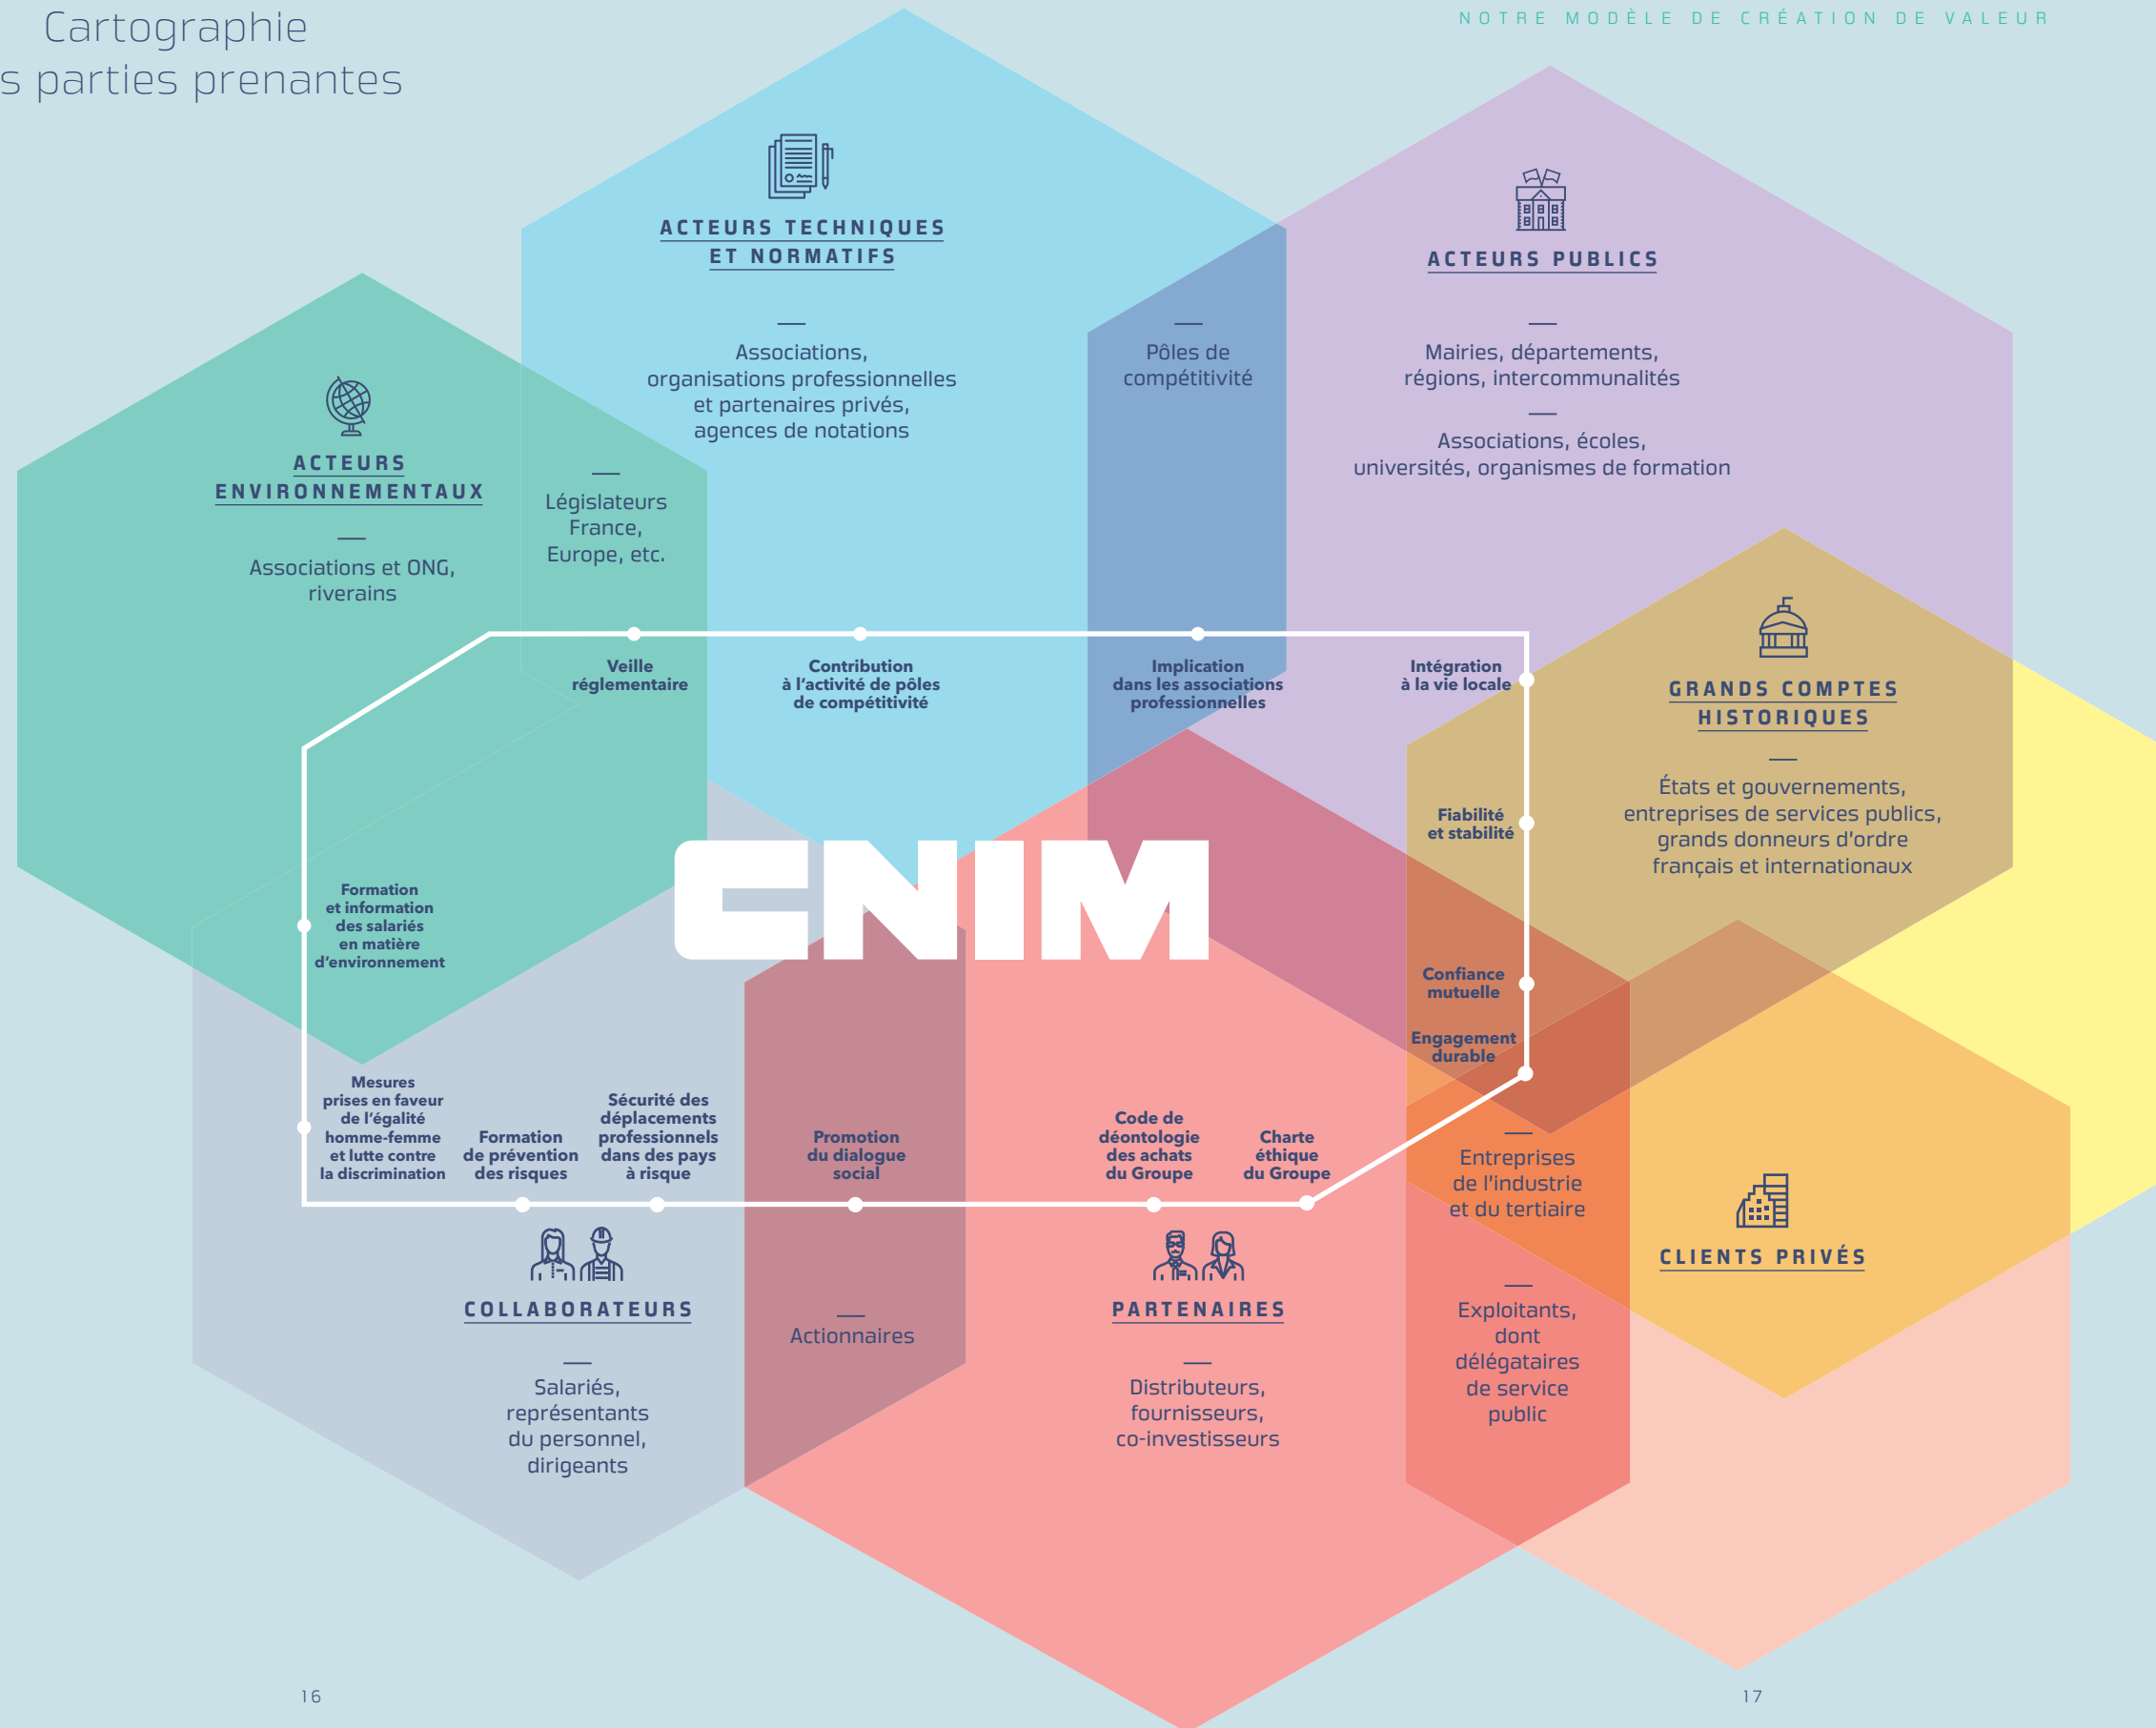 Cartographie
s parties prenantes
NOTRE MODÈLE DE CRÉATION DE VALEUR
ACTEURS TECHNIQUES
ET NORMATIFS
Associations,
organisations professionnelles
et partenaires privés,
agences de notations
Pôles de
compétitivité
ACTEURS PUBLICS
Mairies, départements,
régions, intercommunalités
Associations, écoles,
universités, organismes de formation
ACTEURS
ENVIRONNEMENTAUX
Associations et ONG,
riverains
Législateurs
France,
Europe, etc.
GRANDS COMPTES
HISTORIQUES
États et gouvernements,
entreprises de services publics,
grands donneurs d'ordre
français et internationaux
Veille
réglementaire
Contribution
à l'activité de pôles
de compétitivité
Implication
dans les associations
professionnelles
Intégration
à la vie locale
Fiabilité
et stabilité
Confiance
mutuelle
Engagement
durable
CNIM
Formation
et information
des salariés
en matière
d'environnement
Mesures
prises en faveur
de l'égalité
homme-femme
et lutte contre
la discrimination
Formation
de prévention
des risques
Sécurité des
déplacements
professionnels
dans des pays
à risque
Promotion
du dialogue
social
Code de
déontologie
des achats
du Groupe
Charte
éthique
du Groupe
Entreprises
de l'industrie
et du tertiaire
CLIENTS PRIVÉS
Exploitants,
dont
délégataires
de service
public
COLLABORATEURS
Salariés,
représentants
du personnel,
dirigeants
Actionnaires
PARTENAIRES
Distributeurs,
fournisseurs,
co-investisseurs
16
17